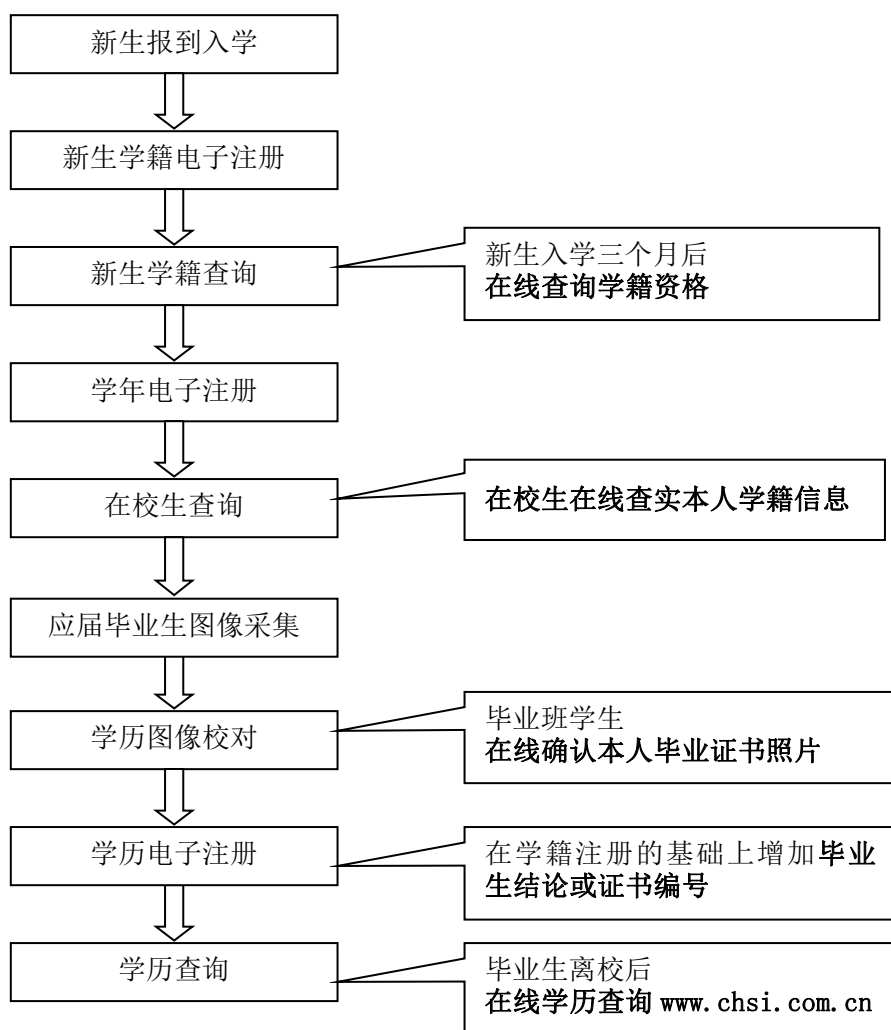 新生报到入学
新生学籍电子注册
新生学籍查询
新生入学三个月后
在线查询学籍资格
学年电子注册
在校生查询
在校生在线查实本人学籍信息
应届毕业生图像采集
学历图像校对
毕业班学生
在线确认本人毕业证书照片
学历电子注册
在学籍注册的基础上增加毕业
生结论或证书编号
学历查询
毕业生离校后
在线学历查询 www.chsi.com.cn